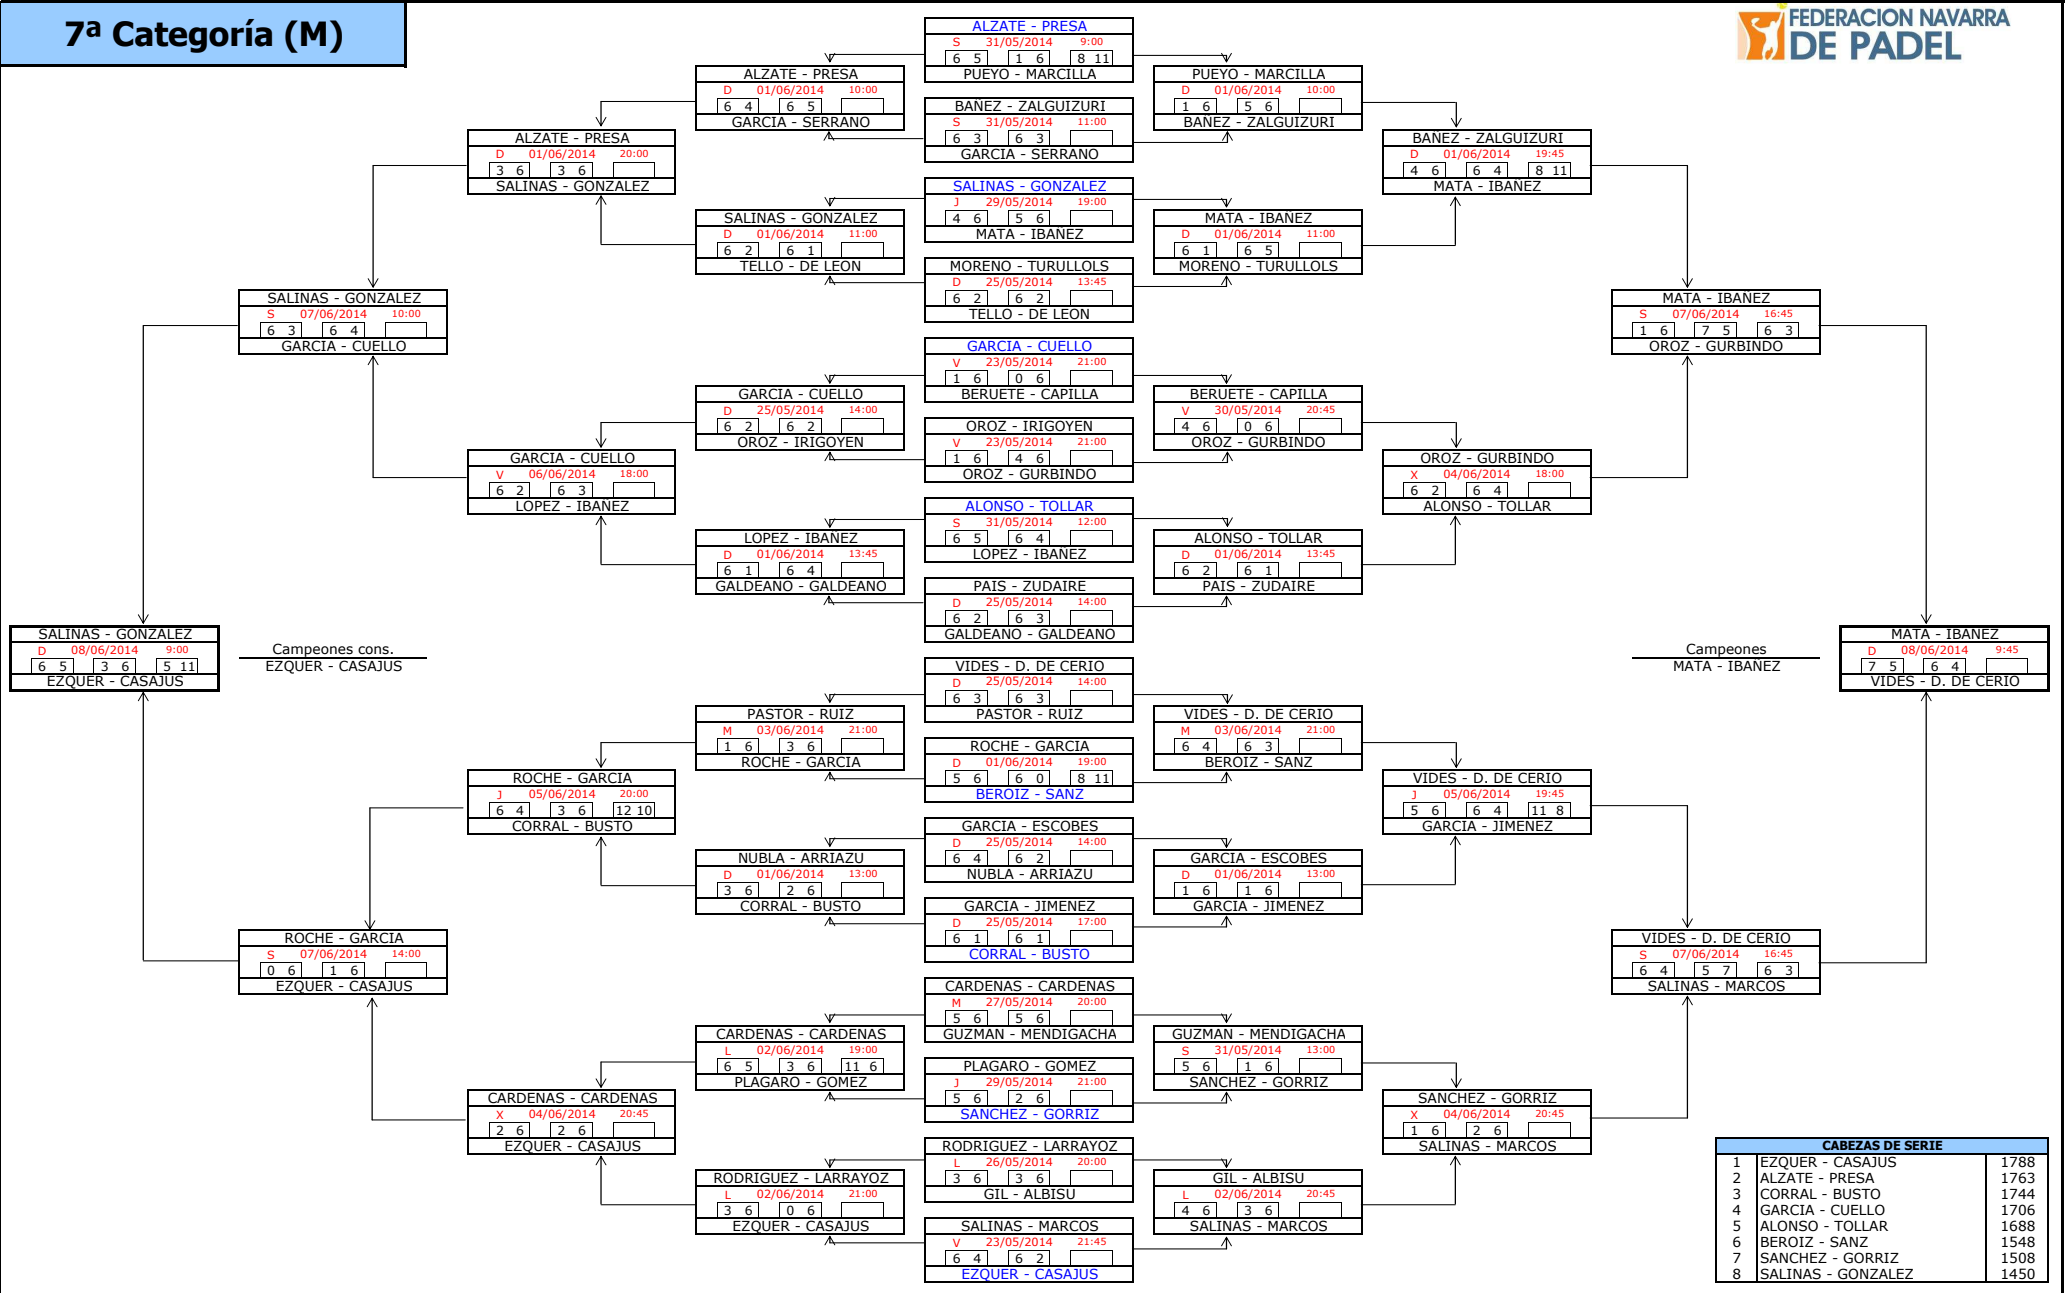 7ª Categoría (M)
FEDERACION NAVARRA
DE PADEL
SALINAS - GONZALEZ
D 08/06/2014 9:00
6 5 3 6 5 11
EZQUER - CASAJUS
Campeones cons.
EZQUER - CASAJUS
SALINAS - GONZALEZ
S 07/06/2014 10:00
6 3 6 4
GARCIA - CUELLO
ROCHE - GARCIA
S 07/06/2014 14:00
0 6 1 6
EZQUER - CASAJUS
ALZATE - PRESA
D 01/06/2014 20:00
3 6 3 6
SALINAS - GONZALEZ
GARCIA - CUELLO
V 06/06/2014 18:00
6 2 6 3
LOPEZ - IBAÑEZ
ROCHE - GARCIA
J 05/06/2014 20:00
6 4 3 6 12 10
CORRAL - BUSTO
CARDENAS - CARDENAS
X 04/06/2014 20:45
2 6 2 6
EZQUER - CASAJUS
ALZATE - PRESA
D 01/06/2014 10:00
6 4 6 5
GARCIA - SERRANO
SALINAS - GONZALEZ
D 01/06/2014 11:00
6 2 6 1
TELLO - DE LEON
GARCIA - CUELLO
D 25/05/2014 14:00
6 2 6 2
OROZ - IRIGOYEN
LOPEZ - IBAÑEZ
D 01/06/2014 13:45
6 1 6 4
GALDEANO - GALDEANO
PASTOR - RUIZ
M 03/06/2014 21:00
1 6 3 6
ROCHE - GARCIA
NUBLA - ARRIAZU
D 01/06/2014 13:00
3 6 2 6
CORRAL - BUSTO
CARDENAS - CARDENAS
L 02/06/2014 19:00
6 5 3 6 11 6
PLAGARO - GOMEZ
RODRIGUEZ - LARRAYOZ
L 02/06/2014 21:00
3 6 0 6
EZQUER - CASAJUS
ALZATE - PRESA
S 31/05/2014 9:00
6 5 1 6 8 11
PUEYO - MARCILLA
BAÑEZ - ZALGUIZURI
S 31/05/2014 11:00
6 3 6 3
GARCIA - SERRANO
SALINAS - GONZALEZ
J 29/05/2014 19:00
4 6 5 6
MATA - IBAÑEZ
MORENO - TURULLOLS
D 25/05/2014 13:45
6 2 6 2
TELLO - DE LEON
GARCIA - CUELLO
V 23/05/2014 21:00
1 6 0 6
BERUETE - CAPILLA
OROZ - IRIGOYEN
V 23/05/2014 21:00
1 6 4 6
OROZ - GURBINDO
ALONSO - TOLLAR
S 31/05/2014 12:00
6 5 6 4
LOPEZ - IBAÑEZ
PAIS - ZUDAIRE
D 25/05/2014 14:00
6 2 6 3
GALDEANO - GALDEANO
VIDES - D. DE CERIO
D 25/05/2014 14:00
6 3 6 3
PASTOR - RUIZ
ROCHE - GARCIA
D 01/06/2014 19:00
5 6 6 0 8 11
BEROIZ - SANZ
GARCIA - ESCOBES
D 25/05/2014 14:00
6 4 6 2
NUBLA - ARRIAZU
GARCIA - JIMENEZ
D 25/05/2014 17:00
6 1 6 1
CORRAL - BUSTO
CARDENAS - CARDENAS
M 27/05/2014 20:00
5 6 5 6
GUZMAN - MENDIGACHA
PLAGARO - GOMEZ
J 29/05/2014 21:00
5 6 2 6
SANCHEZ - GORRIZ
RODRIGUEZ - LARRAYOZ
L 26/05/2014 20:00
3 6 3 6
GIL - ALBISU
SALINAS - MARCOS
V 23/05/2014 21:45
6 4 6 2
EZQUER - CASAJUS
PUEYO - MARCILLA
D 01/06/2014 10:00
1 6 5 6
BAÑEZ - ZALGUIZURI
MATA - IBAÑEZ
D 01/06/2014 11:00
6 1 6 5
MORENO - TURULLOLS
BERUETE - CAPILLA
V 30/05/2014 20:45
4 6 0 6
OROZ - GURBINDO
ALONSO - TOLLAR
D 01/06/2014 13:45
6 2 6 1
PAIS - ZUDAIRE
VIDES - D. DE CERIO
M 03/06/2014 21:00
6 4 6 3
BEROIZ - SANZ
GARCIA - ESCOBES
D 01/06/2014 13:00
1 6 1 6
GARCIA - JIMENEZ
GUZMAN - MENDIGACHA
S 31/05/2014 13:00
5 6 1 6
SANCHEZ - GORRIZ
GIL - ALBISU
L 02/06/2014 20:45
4 6 3 6
SALINAS - MARCOS
BAÑEZ - ZALGUIZURI
D 01/06/2014 19:45
4 6 6 4 8 11
MATA - IBAÑEZ
OROZ - GURBINDO
X 04/06/2014 18:00
6 2 6 4
ALONSO - TOLLAR
VIDES - D. DE CERIO
J 05/06/2014 19:45
5 6 6 4 11 8
GARCIA - JIMENEZ
SANCHEZ - GORRIZ
X 04/06/2014 20:45
1 6 2 6
SALINAS - MARCOS
MATA - IBAÑEZ
S 07/06/2014 16:45
1 6 7 5 6 3
OROZ - GURBINDO
VIDES - D. DE CERIO
S 07/06/2014 16:45
6 4 5 7 6 3
SALINAS - MARCOS
Campeones
MATA - IBAÑEZ
MATA - IBAÑEZ
D 08/06/2014 9:45
7 5 6 4
VIDES - D. DE CERIO
CABEZAS DE SERIE
1 EZQUER - CASAJUS 1788
2 ALZATE - PRESA 1763
3 CORRAL - BUSTO 1744
4 GARCIA - CUELLO 1706
5 ALONSO - TOLLAR 1688
6 BEROIZ - SANZ 1548
7 SANCHEZ - GORRIZ 1508
8 SALINAS - GONZALEZ 1450